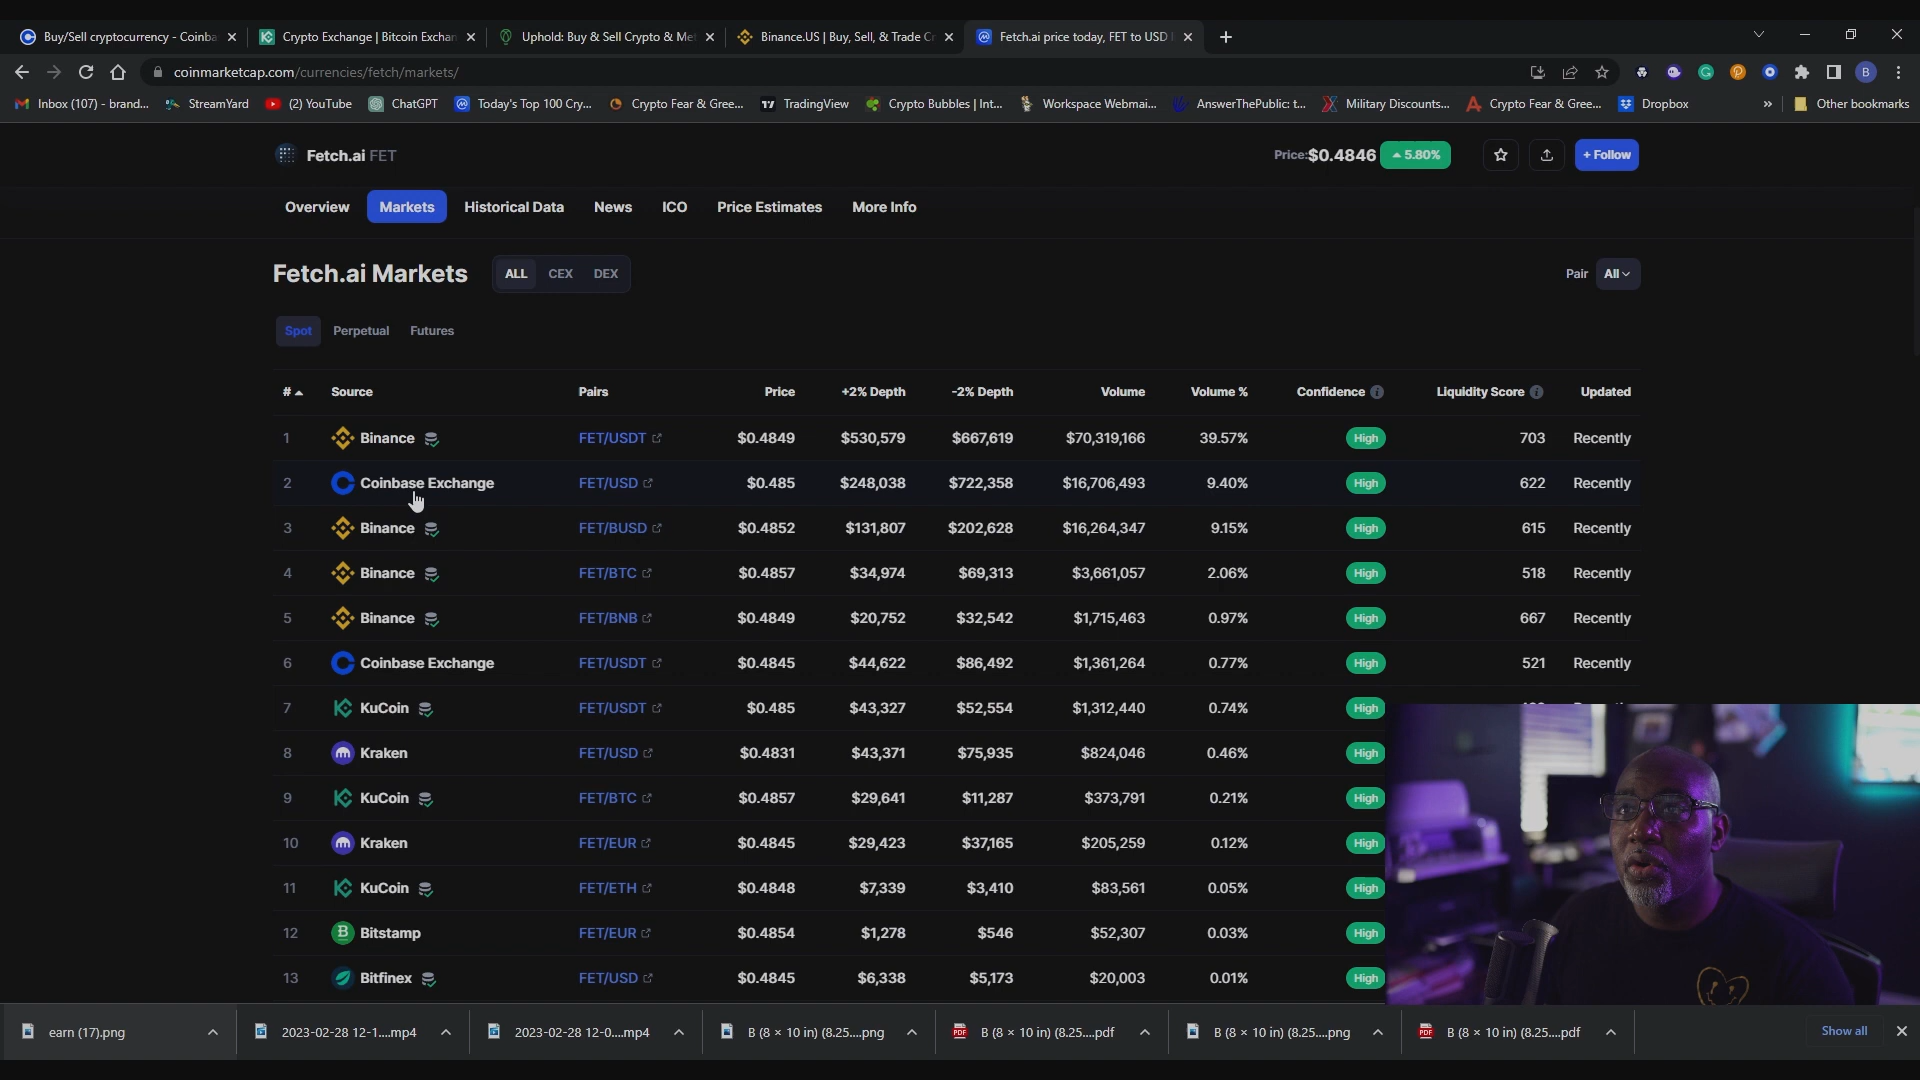 Buy/Sell cryptocurrency - Coinba
Crypto Exchange | Bitcoin Exchan
Uphold: Buy & Sell Crypto & Met
Binance.US | Buy, Sell, & Trade Cr
Fetch.ai price today, FET to USD
coinmarketcap.com/currencies/fetch/markets/
B
Inbox (107) - brand...
StreamYard
(2) YouTube
ChatGPT
Today's Top 100 Cry...
Crypto Fear & Gree...
TradingView
Crypto Bubbles | Int...
Workspace Webmai...
AnswerThePublic: t...
Military Discounts...
Crypto Fear & Gree...
Dropbox
»
Other bookmarks
Fetch.ai FET
Price:$0.4846 5.80%
+ Follow
Overview Markets Historical Data News ICO Price Estimates More Info
Fetch.ai Markets ALL CEX DEX
Pair All
Spot Perpetual Futures
# Source Pairs Price +2% Depth -2% Depth Volume Volume % Confidence Liquidity Score Updated
1 Binance FET/USDT $0.4849 $530,579 $667,619 $70,319,166 39.57% High 703 Recently
2 Coinbase Exchange FET/USD $0.485 $248,038 $722,358 $16,706,493 9.40% High 622 Recently
3 Binance FET/BUSD $0.4852 $131,807 $202,628 $16,264,347 9.15% High 615 Recently
4 Binance FET/BTC $0.4857 $34,974 $69,313 $3,661,057 2.06% High 518 Recently
5 Binance FET/BNB $0.4849 $20,752 $32,542 $1,715,463 0.97% High 667 Recently
6 Coinbase Exchange FET/USDT $0.4845 $44,622 $86,492 $1,361,264 0.77% High 521 Recently
7 KuCoin FET/USDT $0.485 $43,327 $52,554 $1,312,440 0.74% High
8 Kraken FET/USD $0.4831 $43,371 $75,935 $824,046 0.46% High
9 KuCoin FET/BTC $0.4857 $29,641 $11,287 $373,791 0.21% High
10 Kraken FET/EUR $0.4845 $29,423 $37,165 $205,259 0.12% High
11 KuCoin FET/ETH $0.4848 $7,339 $3,410 $83,561 0.05% High
12 Bitstamp FET/EUR $0.4854 $1,278 $546 $52,307 0.03% High
13 Bitfinex FET/USD $0.4845 $6,338 $5,173 $20,003 0.01% High
earn (17).png
2023-02-28 12-1....mp4
2023-02-28 12-0....mp4
B (8 × 10 in) (8.25....png
B (8 × 10 in) (8.25....pdf
B (8 × 10 in) (8.25....png
B (8 × 10 in) (8.25....pdf
Show all